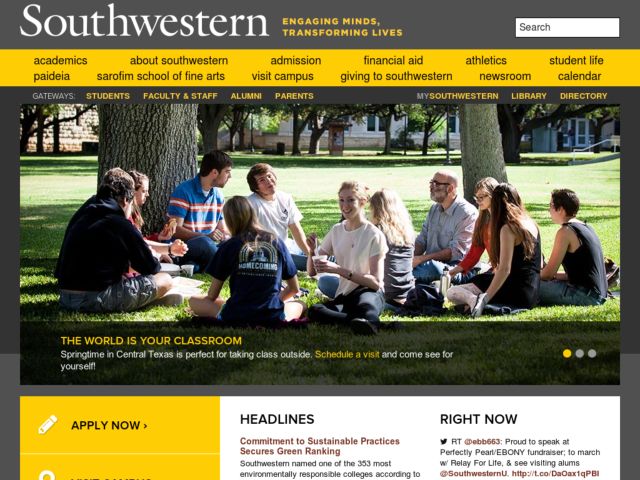 Southwestern
ENGAGING MINDS,
TRANSFORMING LIVES
Search
academics about southwestern admission financial aid athletics student life
paideia sarofim school of fine arts visit campus giving to southwestern newsroom calendar
GATEWAYS: STUDENTS FACULTY & STAFF ALUMNI PARENTS MYSOUTHWESTERN LIBRARY DIRECTORY
HOMECOMING
THE WORLD IS YOUR CLASSROOM
Springtime in Central Texas is perfect for taking class outside. Schedule a visit and come see for
yourself!
APPLY NOW ›
VISIT CAMPUS
HEADLINES
Commitment to Sustainable Practices
Secures Green Ranking
Southwestern named one of the 353 most
environmentally responsible colleges according to
RIGHT NOW
RT @ebb663: Proud to speak at
Perfectly Pearl/EBONY fundraiser; to march
w/ Relay For Life, & see visiting alums
@SouthwesternU. http://t.co/DaOax1qPBI